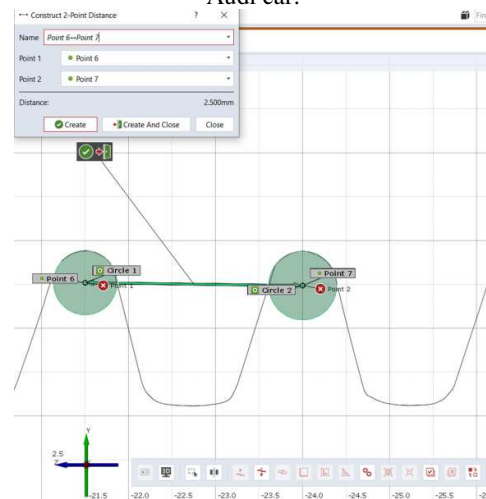 Audi car.
Construct 2-Point Distance ? ×
Name Point 6--Point 7
Point 1 Point 6
Point 2 Point 7
Distance: 2.500mm
Create Create And Close Close
Circle 1
Point 6
Point 1
Point 7
Circle 2
Point 2
Y
2.5
Z
-21.5 -22.0 -22.5 -23.0 -23.5 -24.0 -24.5 -25.0 -25.5